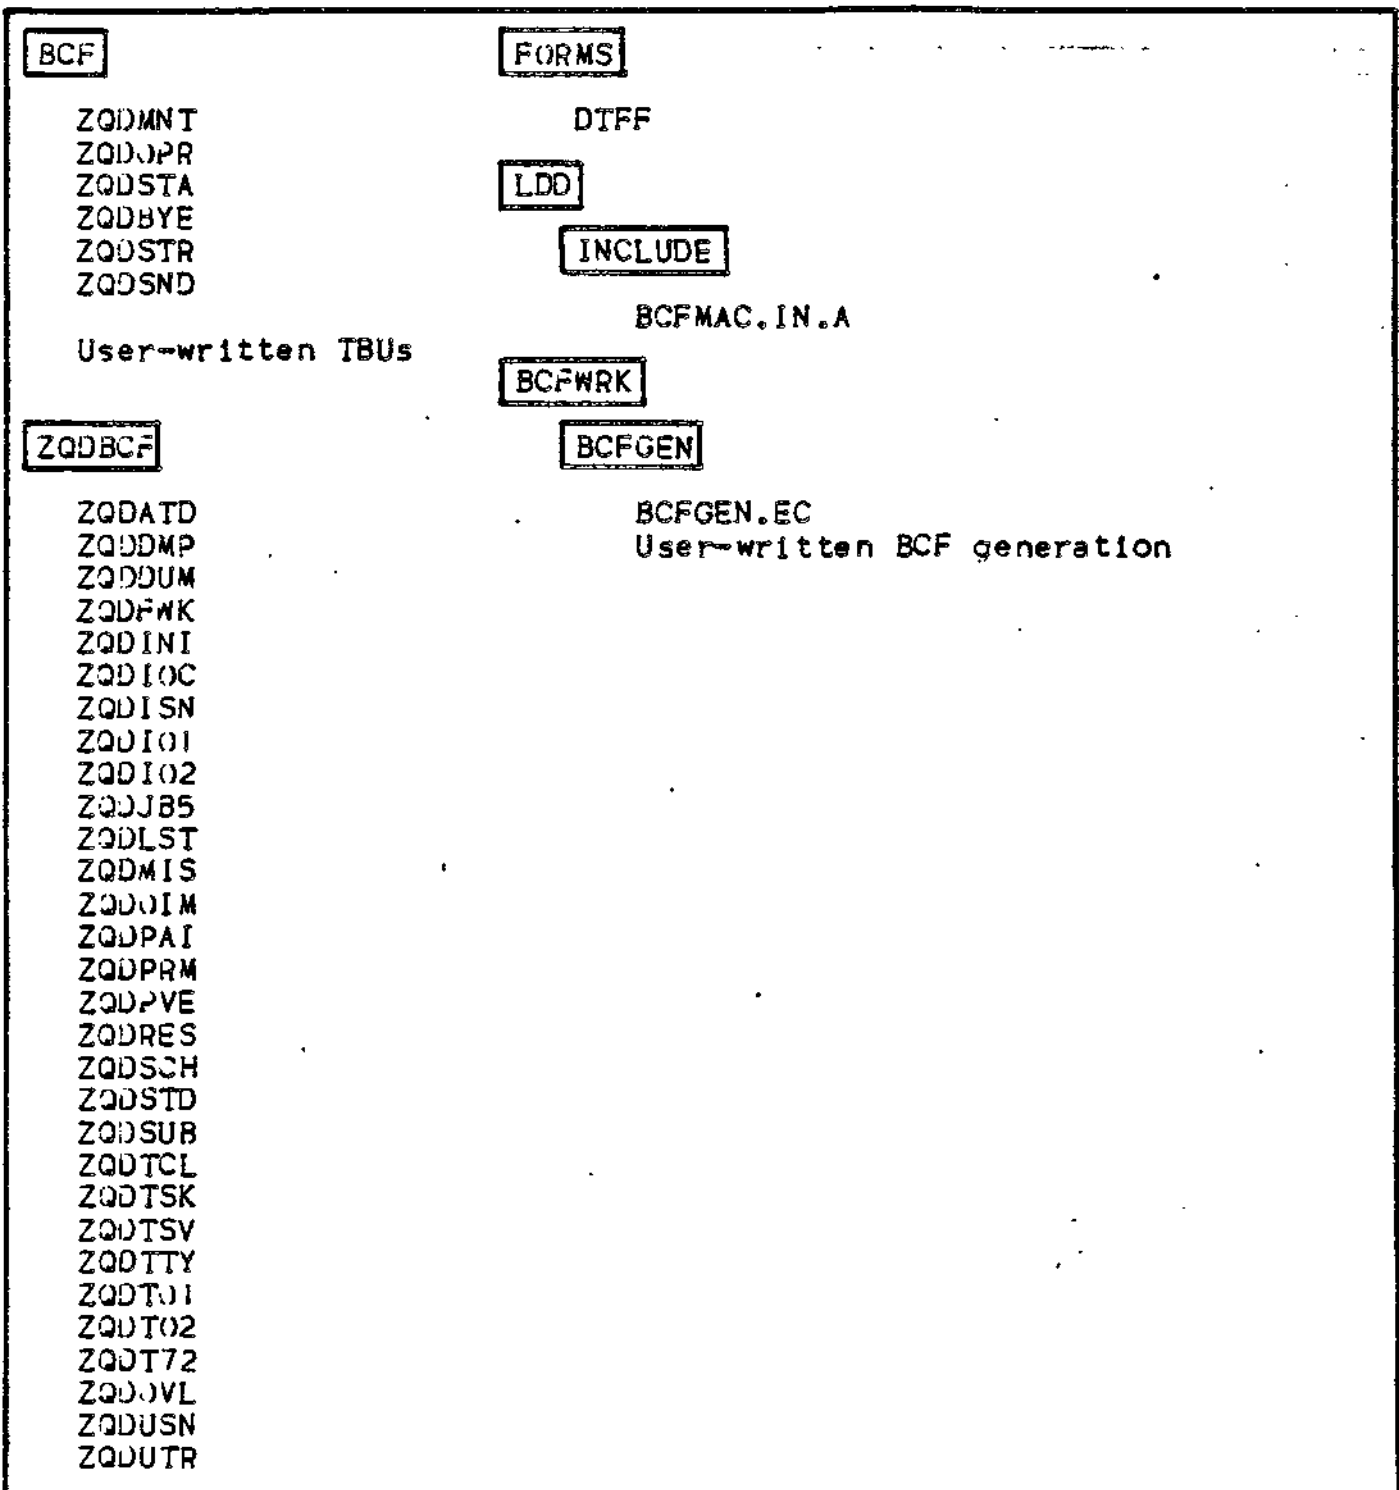 BCF
ZQDMNT
ZQDOPR
ZQDSTA
ZQDBYE
ZQDSTR
ZQDSND
User-written TBUs
ZQDBCF
ZQDATD
ZQDDMP
ZQDDUM
ZQDFWK
ZQDINI
ZQDIOC
ZQDISN
ZQDI01
ZQDI02
ZQDJB5
ZQDLST
ZQDMIS
ZQDOIM
ZQDPAI
ZQDPRM
ZQDPVE
ZQDRES
ZQDSCH
ZQDSTD
ZQDSUB
ZQDTCL
ZQDTSK
ZQDTSV
ZQDTTY
ZQDT01
ZQDT02
ZQDT72
ZQDOVL
ZQDUSN
ZQDUTR
FORMS
DTFF
LDD
INCLUDE
BCFMAC.IN.A
BCFWRK
BCFGEN
BCFGEN.EC
User-written BCF generation